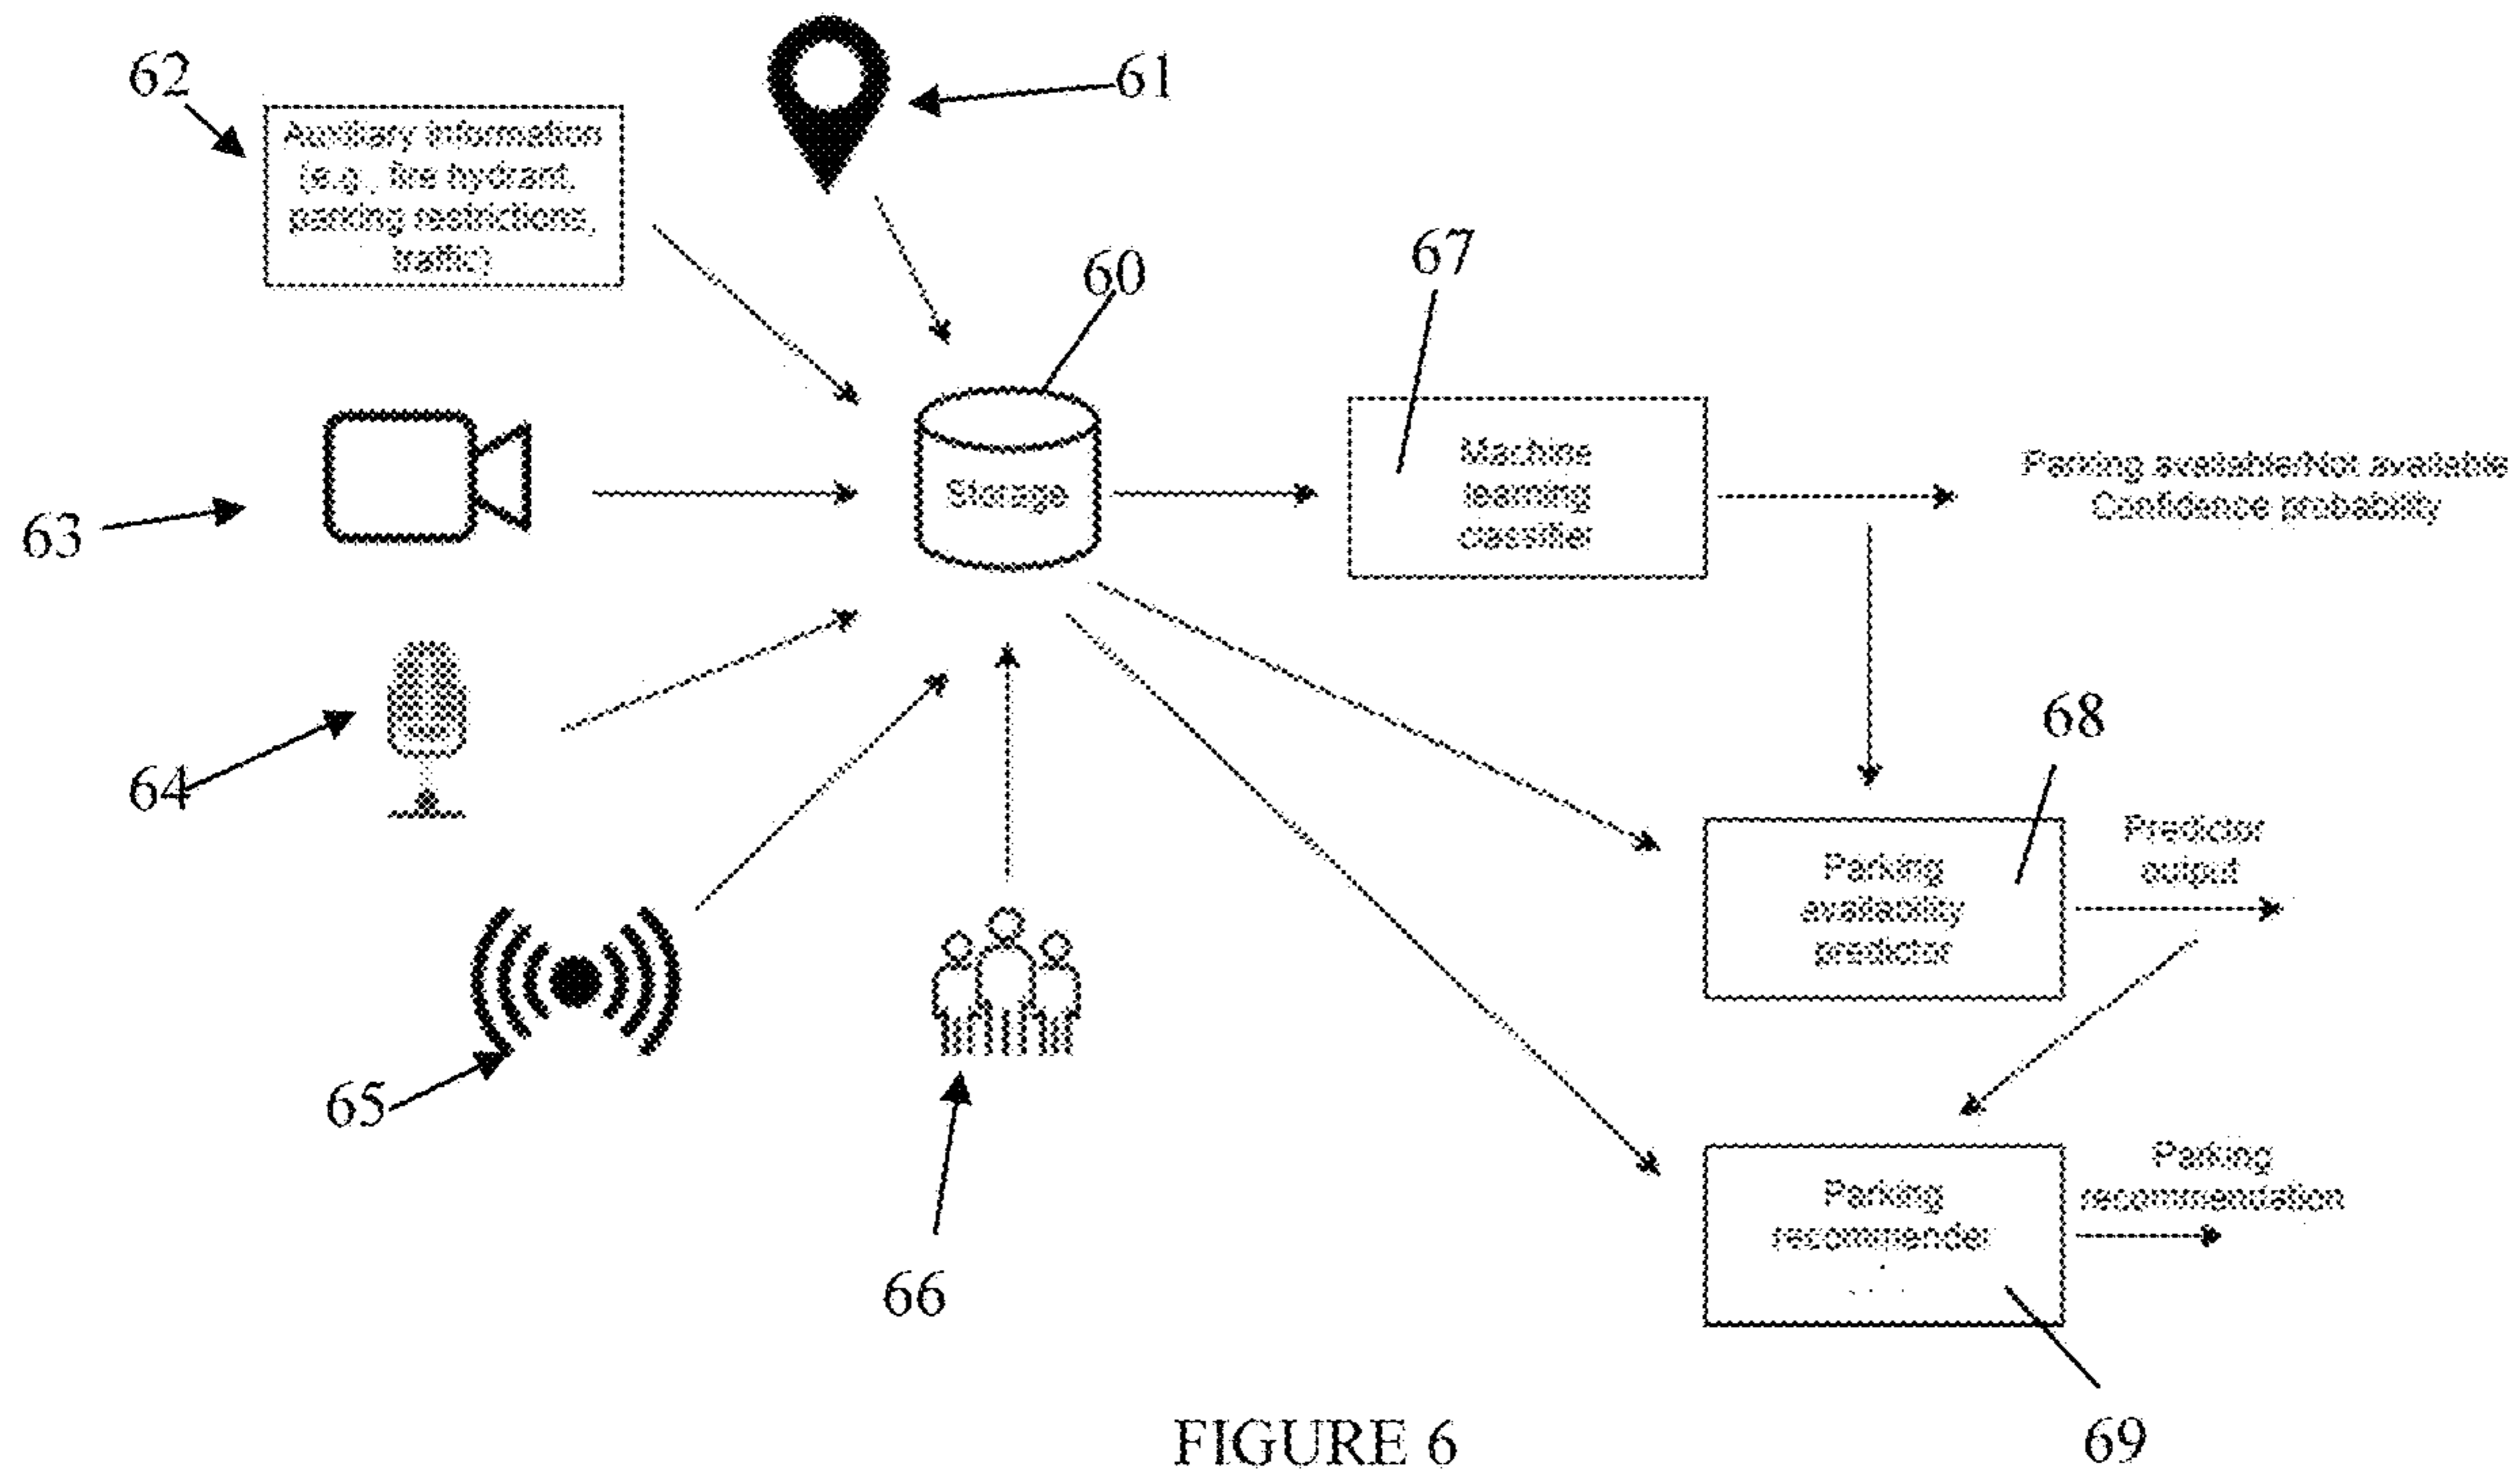 62
61
Auxiliary information
(e.g., fire hydrant,
parking restrictions,
traffic)
60
67
Storage
Machine
learning
classifier
Parking available/Not available
Confidence probability
63
64
68
Parking
availability
predictor
Predictor
output
65
66
Parking
recommender
Parking
recommendation
69
FIGURE 6